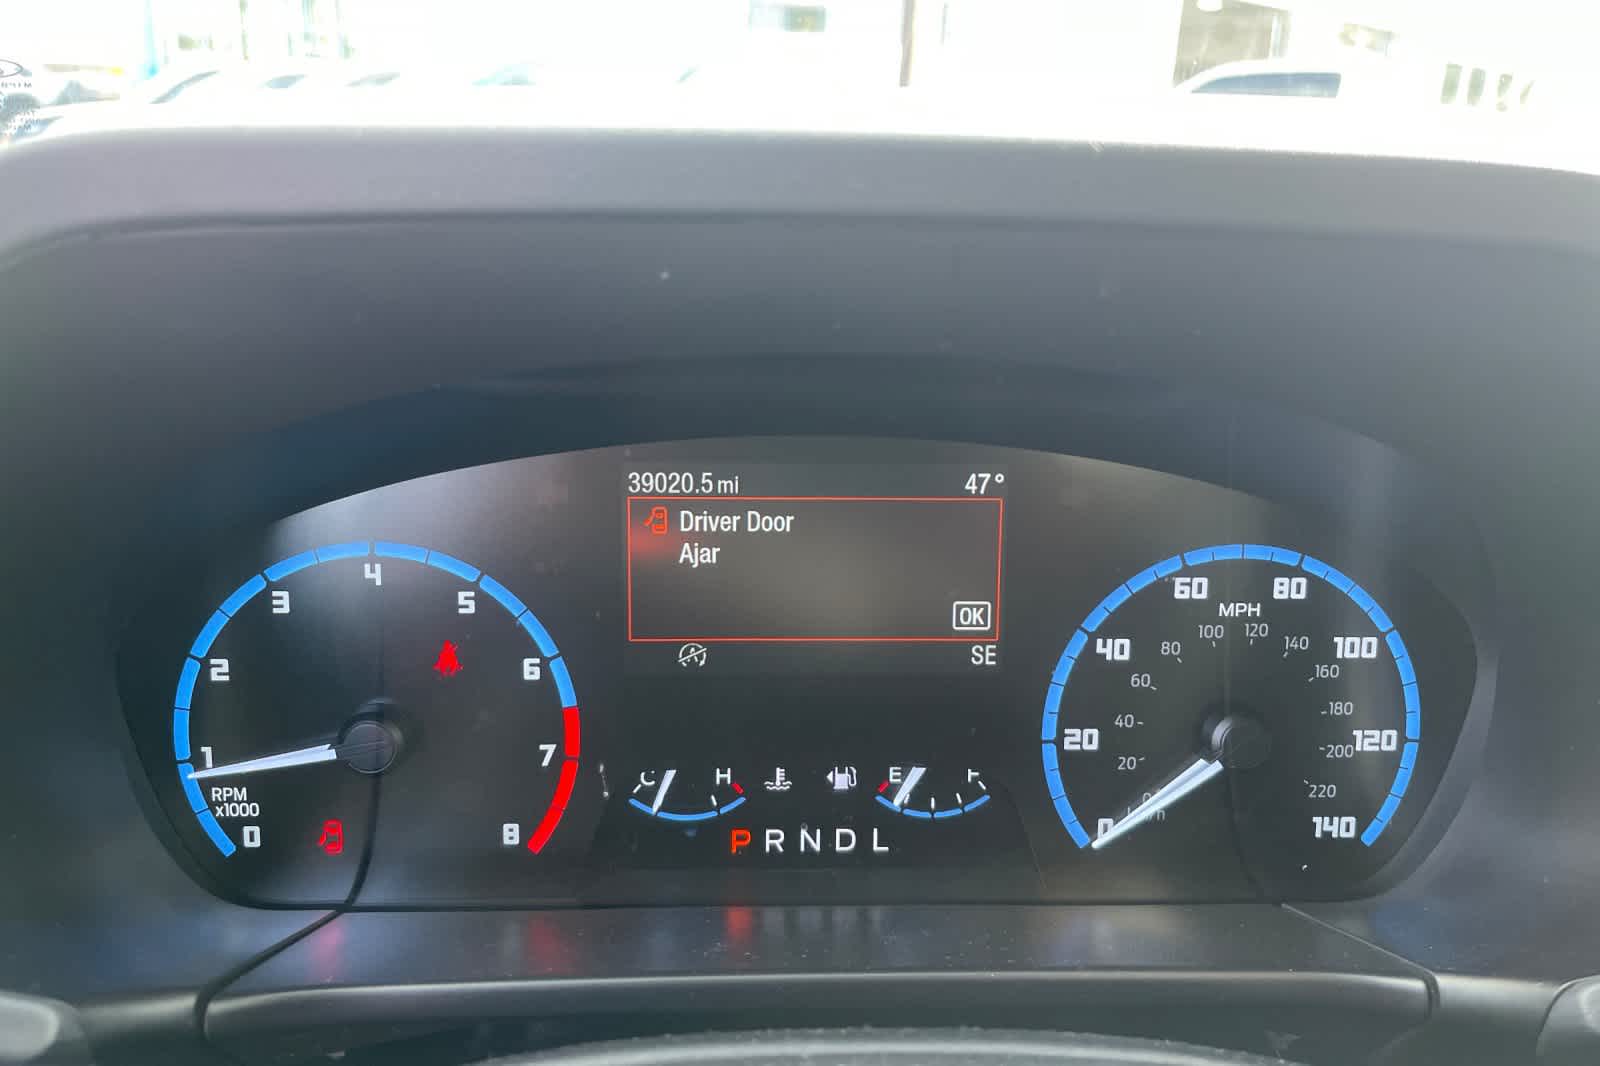 39020.5 mi 47°
Driver Door
Ajar
OK
SE
0 1 2 3 4 5 6 7 8
RPM
x1000
C H
E F
P R N D L
0 20 40 60 80 100 120 140
MPH
0 20 40 60 80 100 120 140 160 180 200 220
km/h